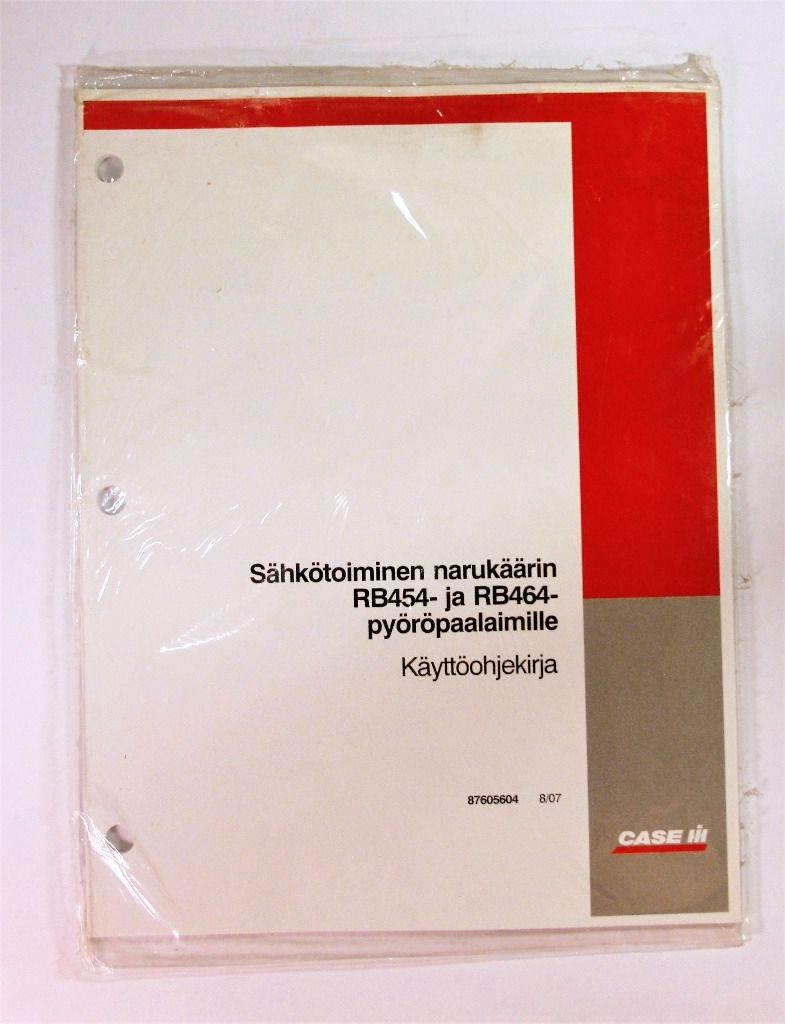 Sähkötoiminen narukäärin
RB454- ja RB464-
pyöröpaalaimille
Käyttöohjekirja
87605604 8/07
CASE IH